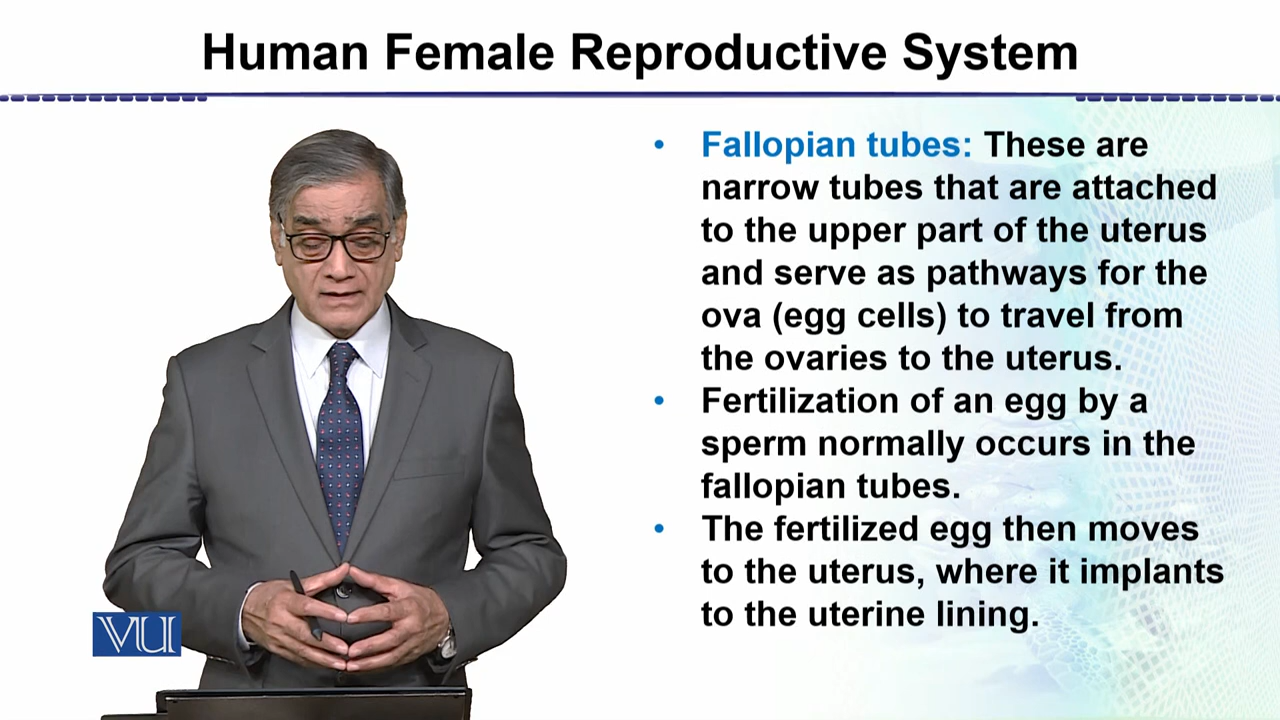 Human Female Reproductive System
• Fallopian tubes: These are
narrow tubes that are attached
to the upper part of the uterus
and serve as pathways for the
ova (egg cells) to travel from
the ovaries to the uterus.
• Fertilization of an egg by a
sperm normally occurs in the
fallopian tubes.
• The fertilized egg then moves
to the uterus, where it implants
to the uterine lining.
VU